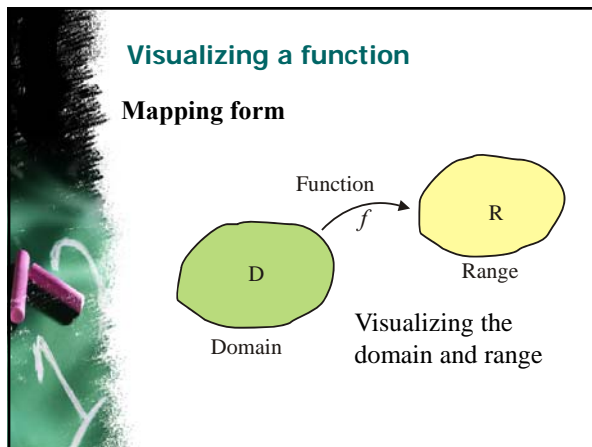 Visualizing a function
Mapping form
Function
f
R
Range
D
Domain
Visualizing the
domain and range